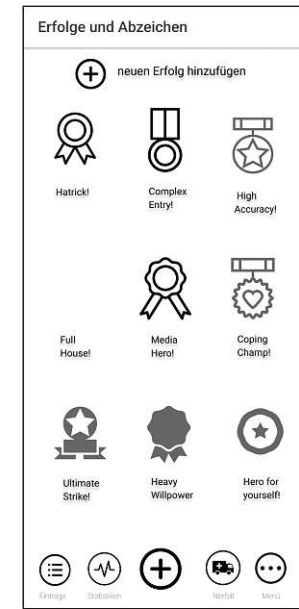 Erfolge und Abzeichen
neuen Erfolg hinzufügen
Hatrick!
Complex
Entry!
High
Accuracy!
Full
House!
Media
Hero!
Coping
Champ!
Ultimate
Strike!
Heavy
Willpower
Hero for
yourself!
Einträge
Statistiken
Notfall
Menü